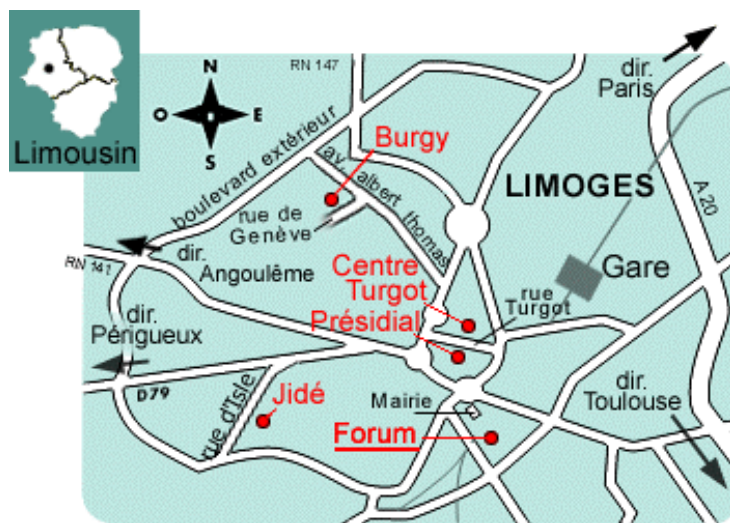 Limousin
N
O
E
S
RN 147
dir.
Paris
boulevard extérieur
Burgy
av. albert thomas
LIMOGES
A 20
rue de
Genève
RN 141
dir.
Angoulême
Centre
Turgot
rue
Turgot
Gare
dir.
Périgueux
Présidial
D79
rue d'Isle
Jidé
Mairie
dir.
Toulouse
Forum